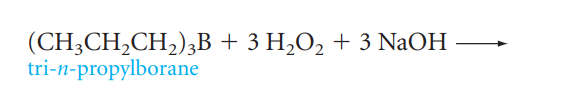 (CH₃CH₂CH₂)₃B + 3 H₂O₂ + 3 NaOH ⟶
tri-n-propylborane